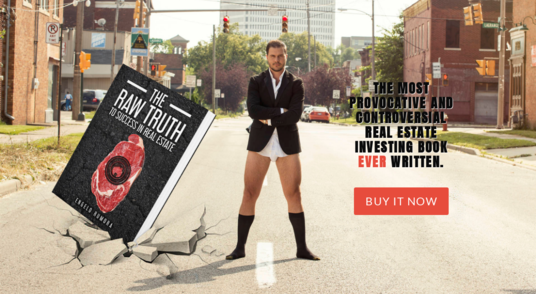 THE
RAW TRUTH
TO SUCCESS IN REAL ESTATE
THE MOST
PROVOCATIVE AND
CONTROVERSIAL
REAL ESTATE
INVESTING BOOK
EVER WRITTEN.
BUY IT NOW